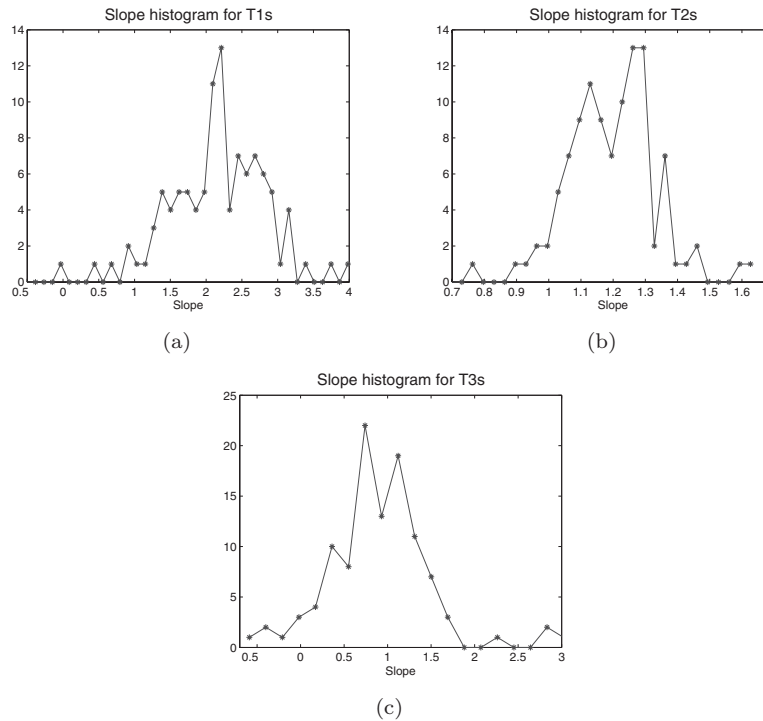 Slope histogram for T1s
14
12
10
8
6
4
2
0
0.5 0 0.5 1 1.5 2 2.5 3 3.5 4
Slope
(a)
Slope histogram for T2s
14
12
10
8
6
4
2
0
0.7 0.8 0.9 1 1.1 1.2 1.3 1.4 1.5 1.6
Slope
(b)
Slope histogram for T3s
25
20
15
10
5
0
0.5 0 0.5 1 1.5 2 2.5 3
Slope
(c)